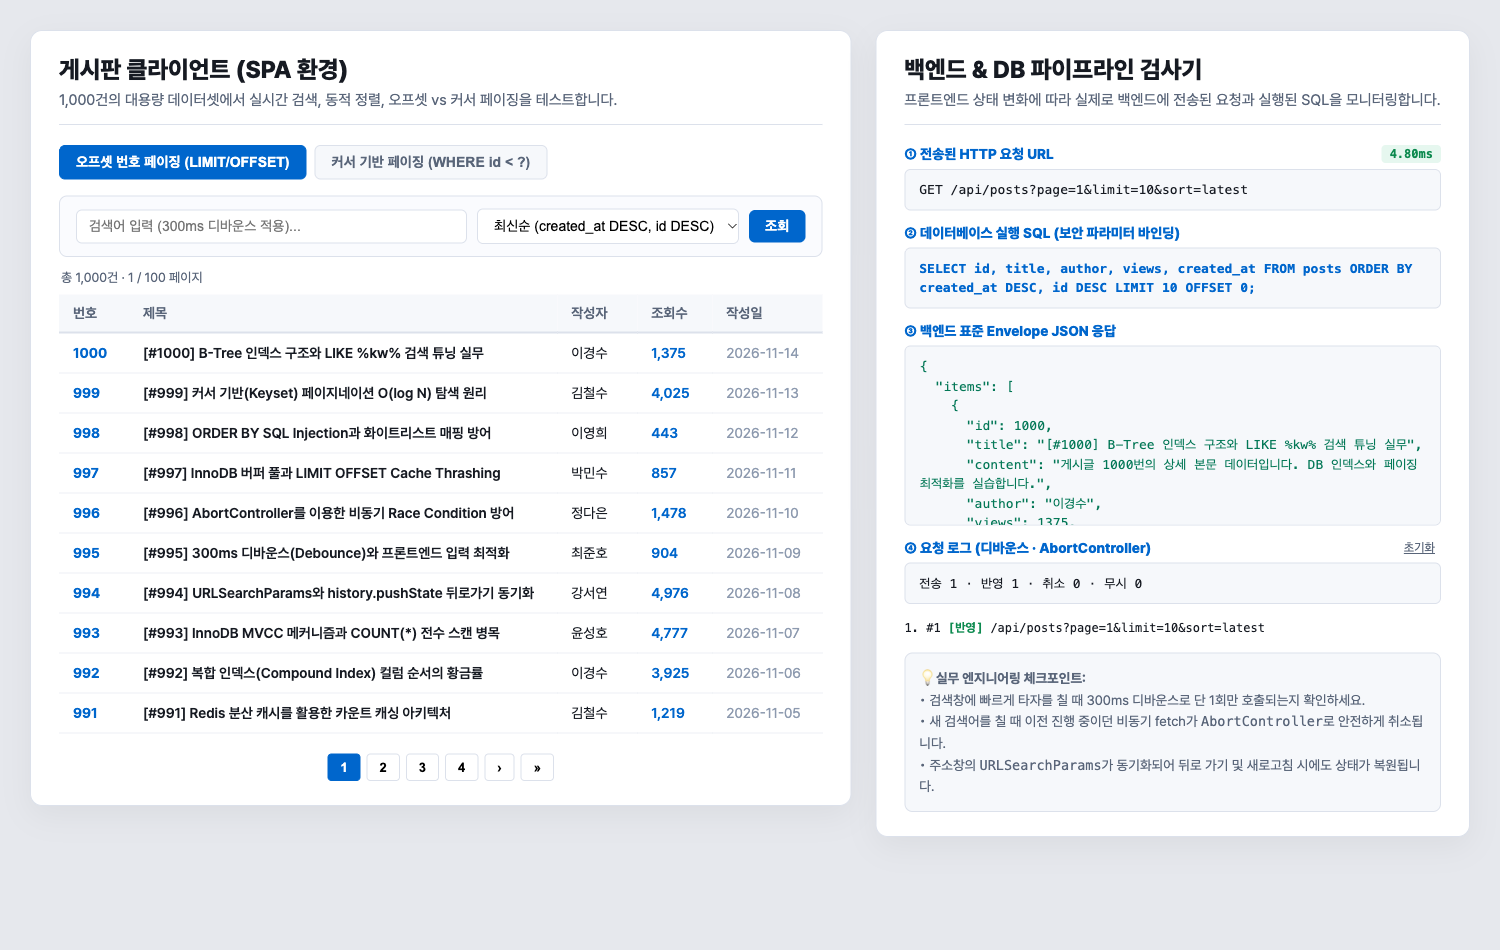 게시판 클라이언트 (SPA 환경)
1,000건의 대용량 데이터셋에서 실시간 검색, 동적 정렬, 오프셋 vs 커서 페이징을 테스트합니다.
오프셋 번호 페이징 (LIMIT/OFFSET)
커서 기반 페이징 (WHERE id < ?)
검색어 입력 (300ms 디바운스 적용)...
최신순 (created_at DESC, id DESC)
조회
총 1,000건 · 1 / 100 페이지
번호 제목 작성자 조회수 작성일
1000 [#1000] B-Tree 인덱스 구조와 LIKE %kw% 검색 튜닝 실무 이경수 1,375 2026-11-14
999 [#999] 커서 기반(Keyset) 페이지네이션 O(log N) 탐색 원리 김철수 4,025 2026-11-13
998 [#998] ORDER BY SQL Injection과 화이트리스트 매핑 방어 이영희 443 2026-11-12
997 [#997] InnoDB 버퍼 풀과 LIMIT OFFSET Cache Thrashing 박민수 857 2026-11-11
996 [#996] AbortController를 이용한 비동기 Race Condition 방어 정다은 1,478 2026-11-10
995 [#995] 300ms 디바운스(Debounce)와 프론트엔드 입력 최적화 최준호 904 2026-11-09
994 [#994] URLSearchParams와 history.pushState 뒤로가기 동기화 강서연 4,976 2026-11-08
993 [#993] InnoDB MVCC 메커니즘과 COUNT(*) 전수 스캔 병목 윤성호 4,777 2026-11-07
992 [#992] 복합 인덱스(Compound Index) 컬럼 순서의 황금률 이경수 3,925 2026-11-06
991 [#991] Redis 분산 캐시를 활용한 카운트 캐싱 아키텍처 김철수 1,219 2026-11-05
1 2 3 4 › »
백엔드 & DB 파이프라인 검사기
프론트엔드 상태 변화에 따라 실제로 백엔드에 전송된 요청과 실행된 SQL을 모니터링합니다.
① 전송된 HTTP 요청 URL 4.80ms
GET /api/posts?page=1&limit=10&sort=latest
② 데이터베이스 실행 SQL (보안 파라미터 바인딩)
SELECT id, title, author, views, created_at FROM posts ORDER BY
created_at DESC, id DESC LIMIT 10 OFFSET 0;
③ 백엔드 표준 Envelope JSON 응답
{
"items": [
{
"id": 1000,
"title": "[#1000] B-Tree 인덱스 구조와 LIKE %kw% 검색 튜닝 실무",
"content": "게시글 1000번의 상세 본문 데이터입니다. DB 인덱스와 페이징
최적화를 실습합니다.",
"author": "이경수",
"views": 1375,
④ 요청 로그 (디바운스 · AbortController) 초기화
전송 1 · 반영 1 · 취소 0 · 무시 0
1. #1 [반영] /api/posts?page=1&limit=10&sort=latest
💡실무 엔지니어링 체크포인트:
• 검색창에 빠르게 타자를 칠 때 300ms 디바운스로 단 1회만 호출되는지 확인하세요.
• 새 검색어를 칠 때 이전 진행 중이던 비동기 fetch가 AbortController로 안전하게 취소됩
니다.
• 주소창의 URLSearchParams가 동기화되어 뒤로 가기 및 새로고침 시에도 상태가 복원됩니
다.